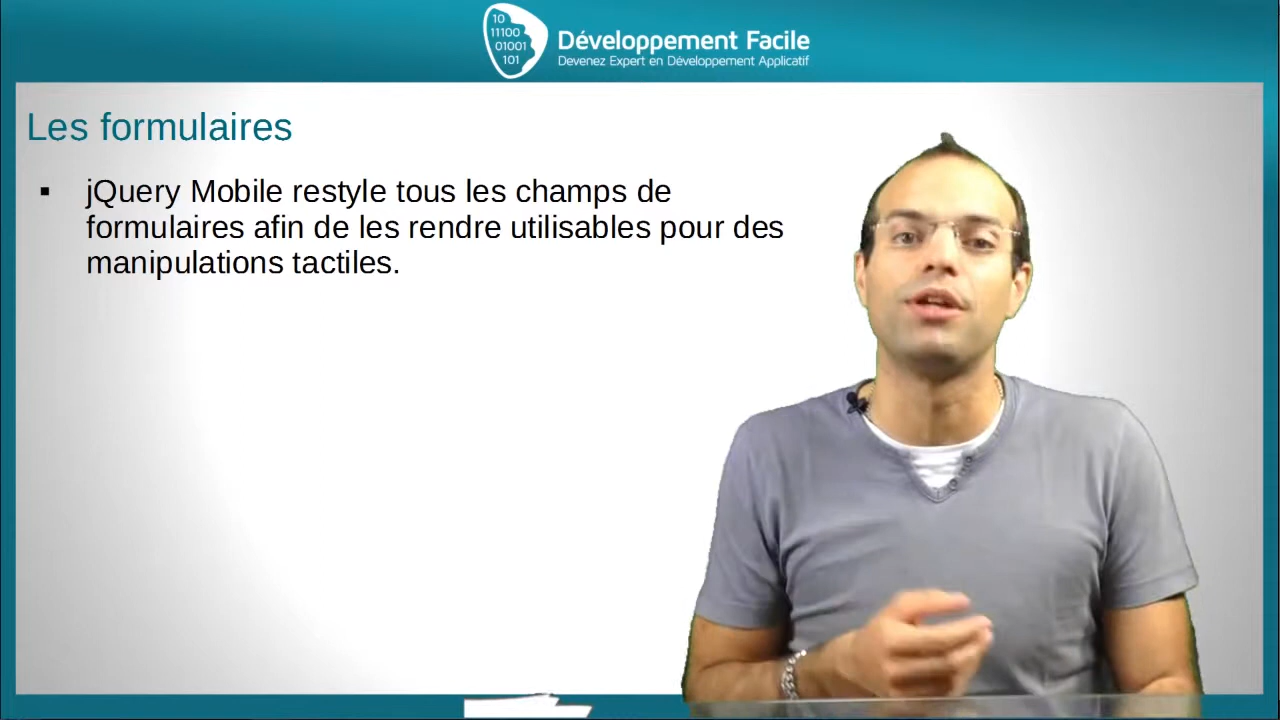 10
11100
01001
101
Développement Facile
Devenez Expert en Développement Applicatif
Les formulaires
▪ jQuery Mobile restyle tous les champs de
formulaires afin de les rendre utilisables pour des
manipulations tactiles.